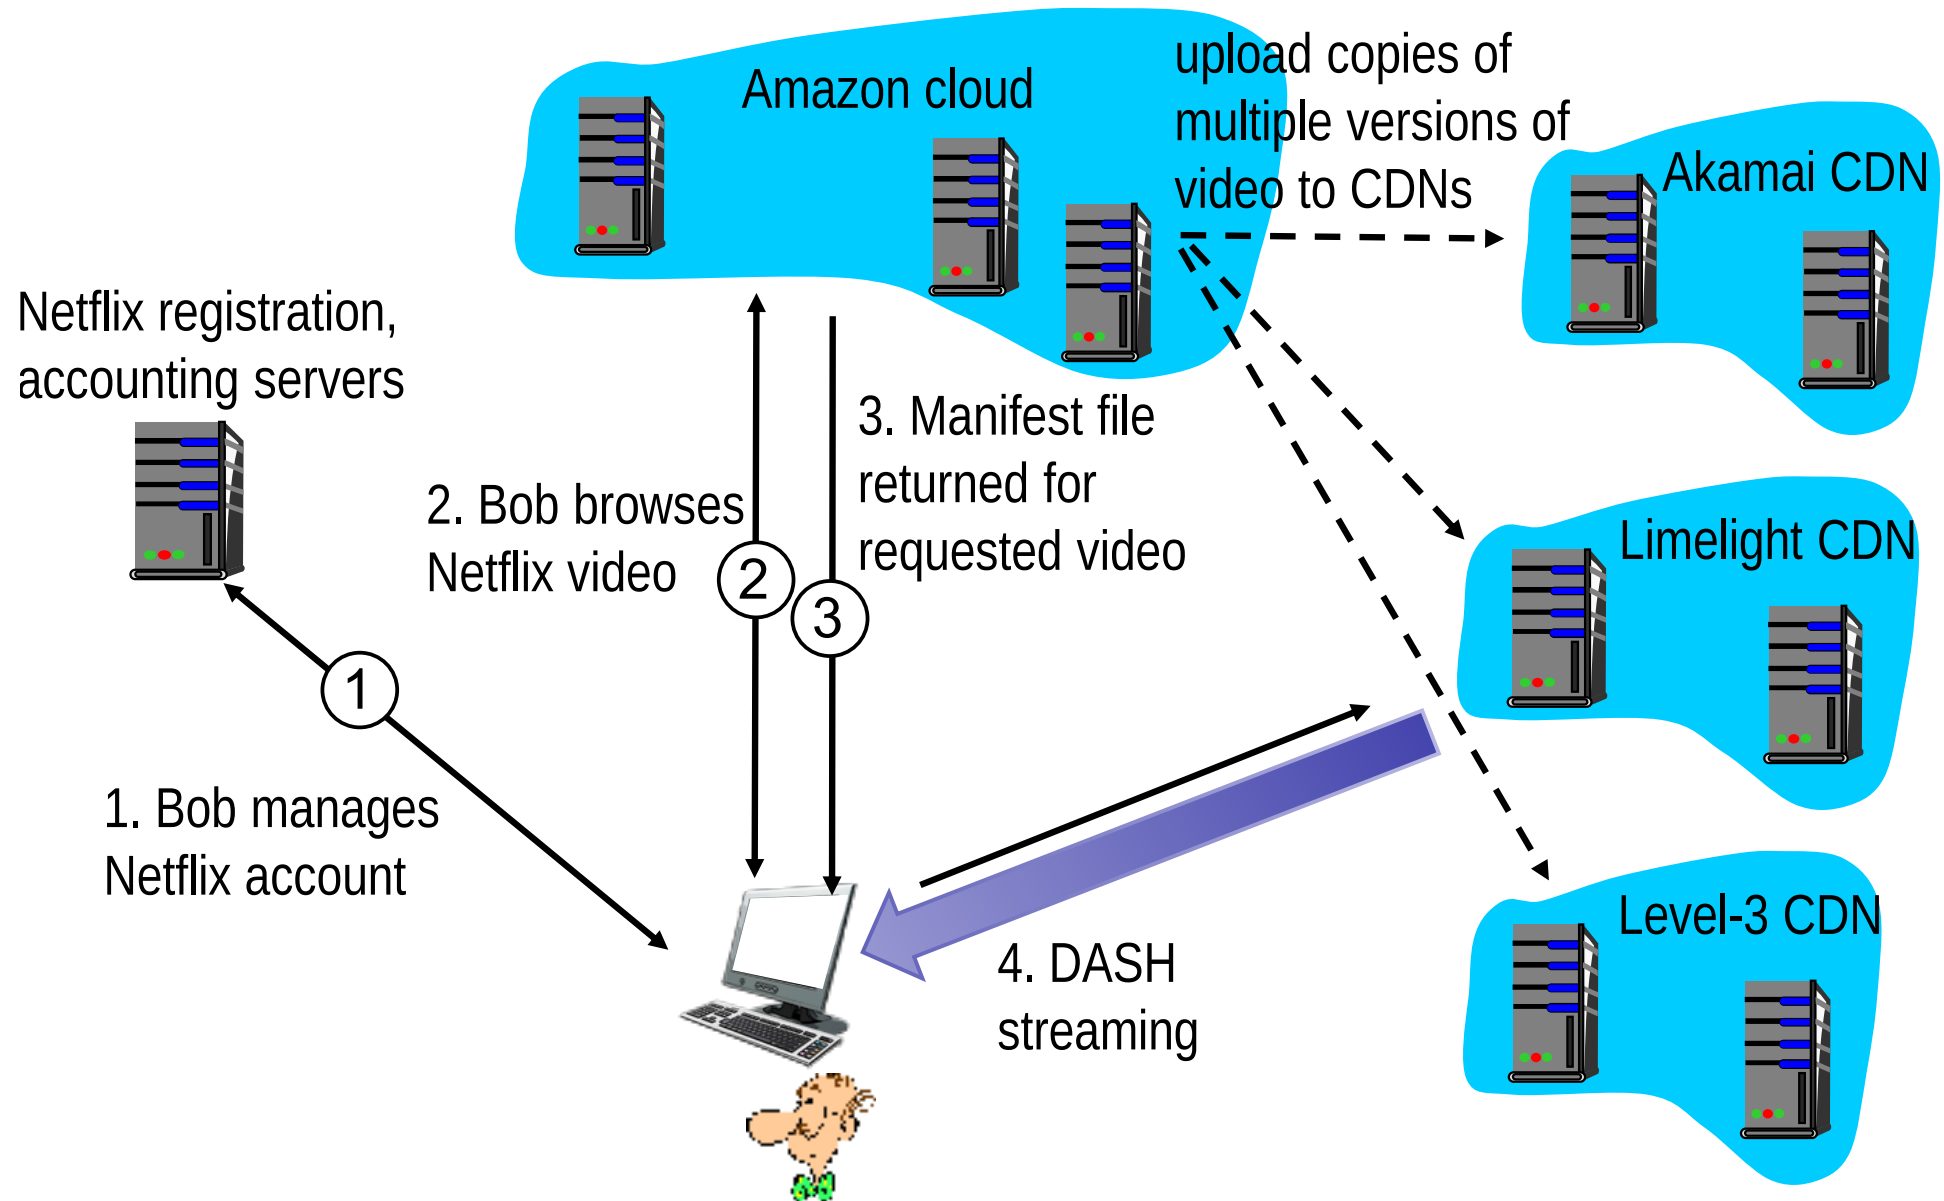 Amazon cloud
upload copies of
multiple versions of
video to CDNs
Akamai CDN
Netflix registration,
accounting servers
3. Manifest file
returned for
requested video
2. Bob browses
Netflix video
2
3
Limelight CDN
1
1. Bob manages
Netflix account
Level-3 CDN
4. DASH
streaming